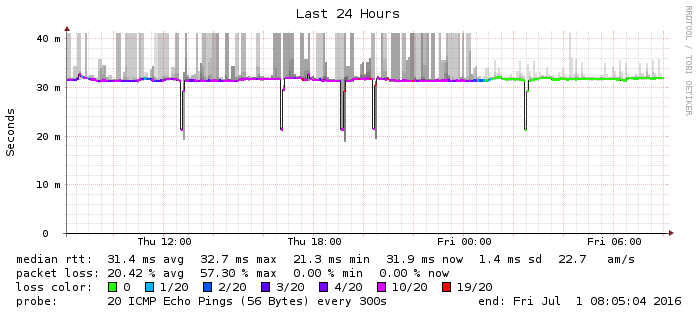 Last 24 Hours
RRDTOOL / TOBI OETIKER
Seconds
40 m
30 m
20 m
10 m
0
Thu 12:00 Thu 18:00 Fri 00:00 Fri 06:00
median rtt: 31.4 ms avg 32.7 ms max 21.3 ms min 31.9 ms now 1.4 ms sd 22.7 am/s
packet loss: 20.42 % avg 57.30 % max 0.00 % min 0.00 % now
loss color: 0 1/20 2/20 3/20 4/20 10/20 19/20
probe: 20 ICMP Echo Pings (56 Bytes) every 300s end: Fri Jul 1 08:05:04 2016